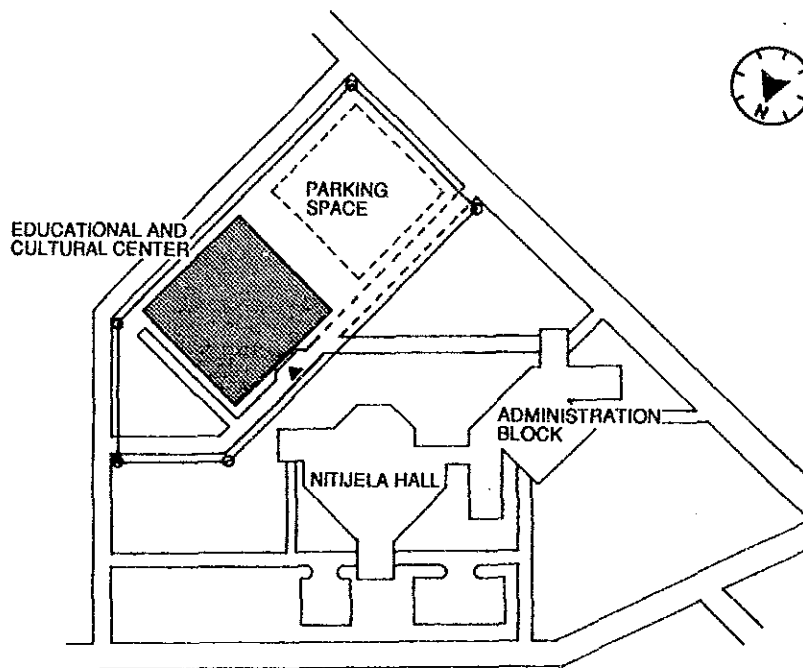 N
PARKING
SPACE
EDUCATIONAL AND
CULTURAL CENTER
ADMINISTRATION
BLOCK
NITIJELA HALL